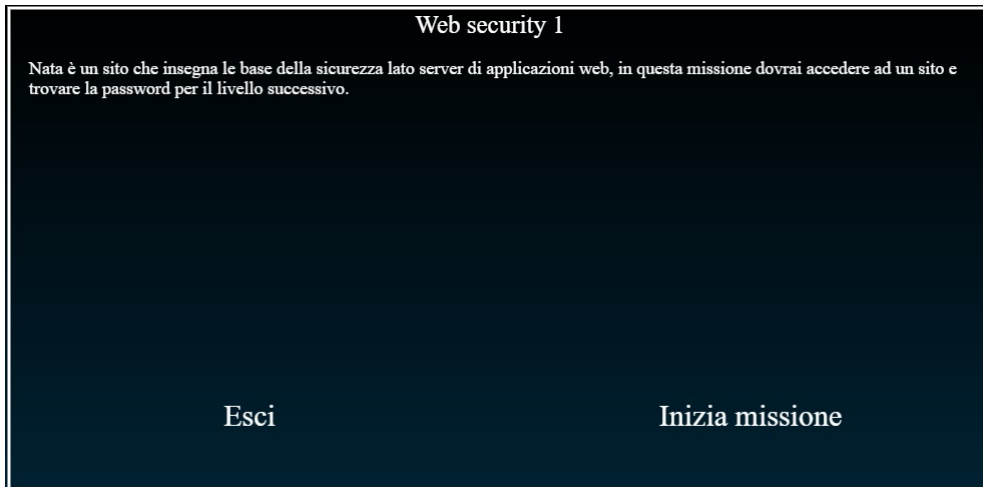 Web security 1
Nata è un sito che insegna le base della sicurezza lato server di applicazioni web, in questa missione dovrai accedere ad un sito e
trovare la password per il livello successivo.
Esci
Inizia missione